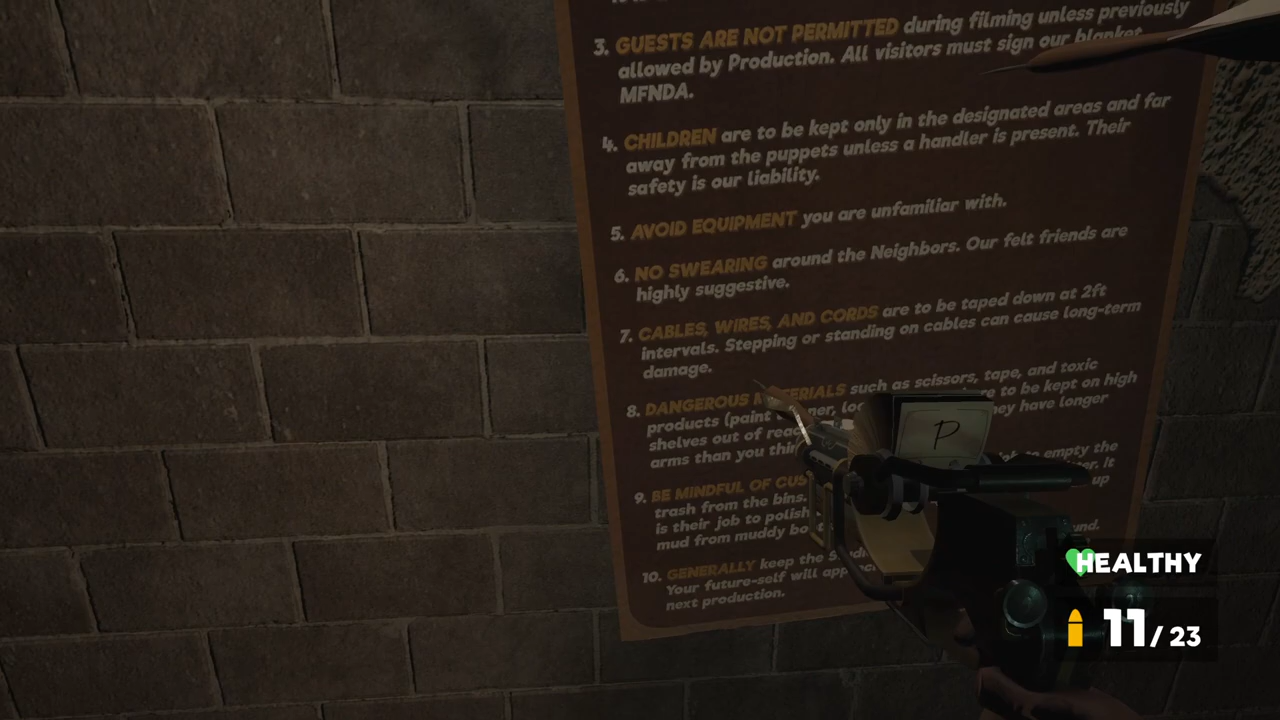 3. GUESTS ARE NOT PERMITTED during filming unless previously
allowed by Production. All visitors must sign our blanket
MFNDA.
4. CHILDREN are to be kept only in the designated areas and far
away from the puppets unless a handler is present. Their
safety is our liability.
5. AVOID EQUIPMENT you are unfamiliar with.
6. NO SWEARING around the Neighbors. Our felt friends are
highly suggestive.
7. CABLES, WIRES, AND CORDS are to be taped down at 2ft
intervals. Stepping or standing on cables can cause long-term
damage.
8. DANGEROUS MATERIALS such as scissors, tape, and toxic
products (paint to be kept on high
shelves out of they have longer
arms than you
9. BE MINDFUL OF empty the
trash from the bins. It
is their job to polish up
mud from muddy
10. GENERALLY keep the
Your future-self will
next production.
P
HEALTHY
11/23